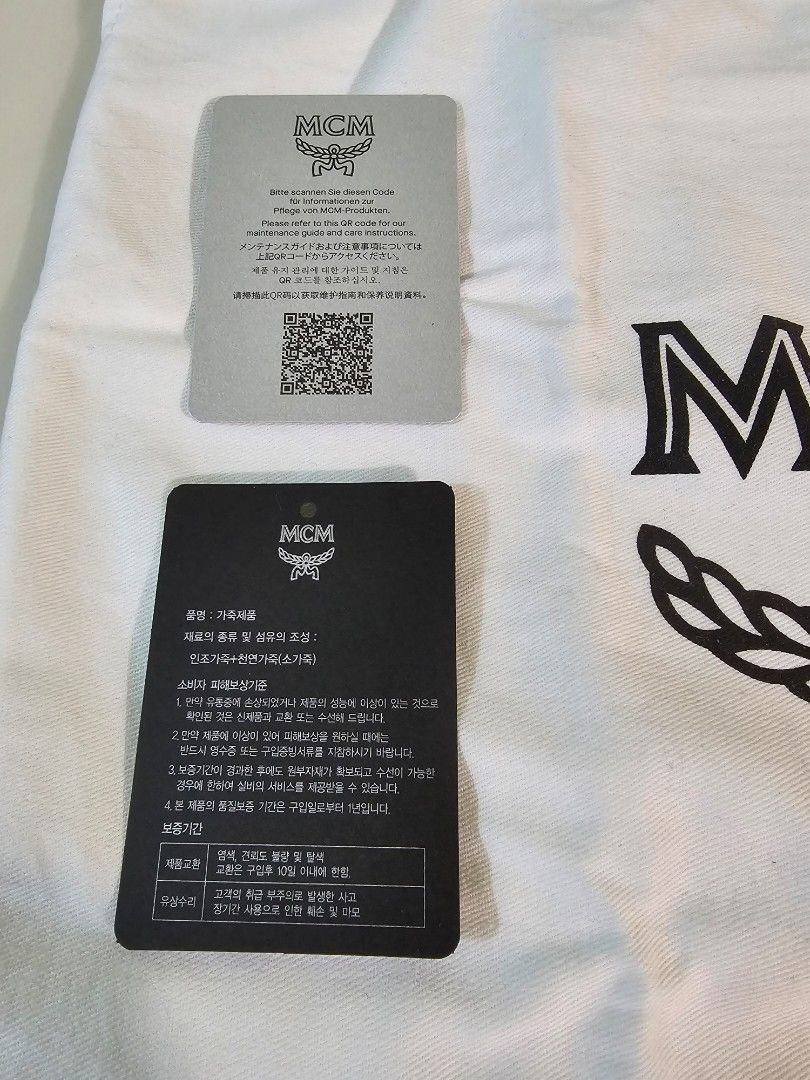 MCM
Bitte scannen Sie diesen Code
für Informationen zur
Pflege von MCM-Produkten.
Please refer to this QR code for our
maintenance guide and care instructions.
メンテナンスガイドおよび注意事項については
上記QRコードからアクセスください。
제품 유지 관리에 대한 가이드 및 지침은
QR 코드를 참조하십시오.
请掃描此QR码以获取维护指南和保养说明資料。
M
MCM
품명 : 가죽제품
재료의 종류 및 섬유의 조성 :
인조가죽+천연가죽(소가죽)
소비자 피해보상기준
1. 만약 유통중에 손상되었거나 제품의 성능에 이상이 있는 것으로
확인된 것은 신제품과 교환 또는 수선해 드립니다.
2. 만약 제품에 이상이 있어 피해보상을 원하실 때에는
반드시 영수증 또는 구입증빙서류를 지참하시기 바랍니다.
3. 보증기간이 경과한 후에도 원부자재가 확보되고 수선이 가능한
경우에 한하여 실비의 서비스를 제공받을 수 있습니다.
4. 본 제품의 품질보증 기간은 구입일로부터 1년입니다.
보증기간
제품교환 염색, 견뢰도 불량 및 탈색
교환은 구입후 10일 이내에 한함.
유상수리 고객의 취급 부주의로 발생한 사고
장기간 사용으로 인한 훼손 및 마모